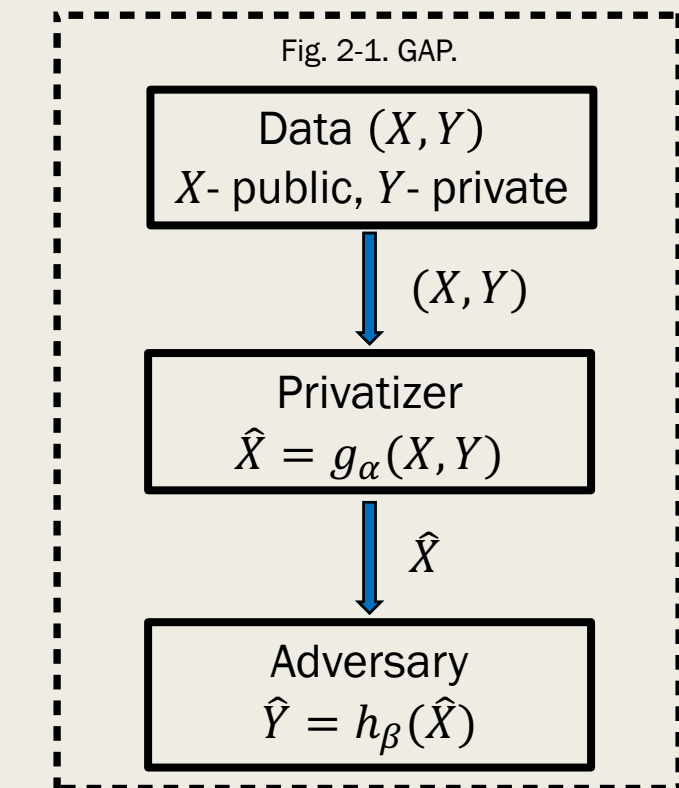 Fig. 2-1. GAP.
Data (𝑋, 𝑌)
𝑋- public, 𝑌- private
(𝑋, 𝑌)
Privatizer
𝑋̂ = 𝑔_𝛼(𝑋, 𝑌)
𝑋̂
Adversary
𝑌̂ = ℎ_𝛽(𝑋̂)